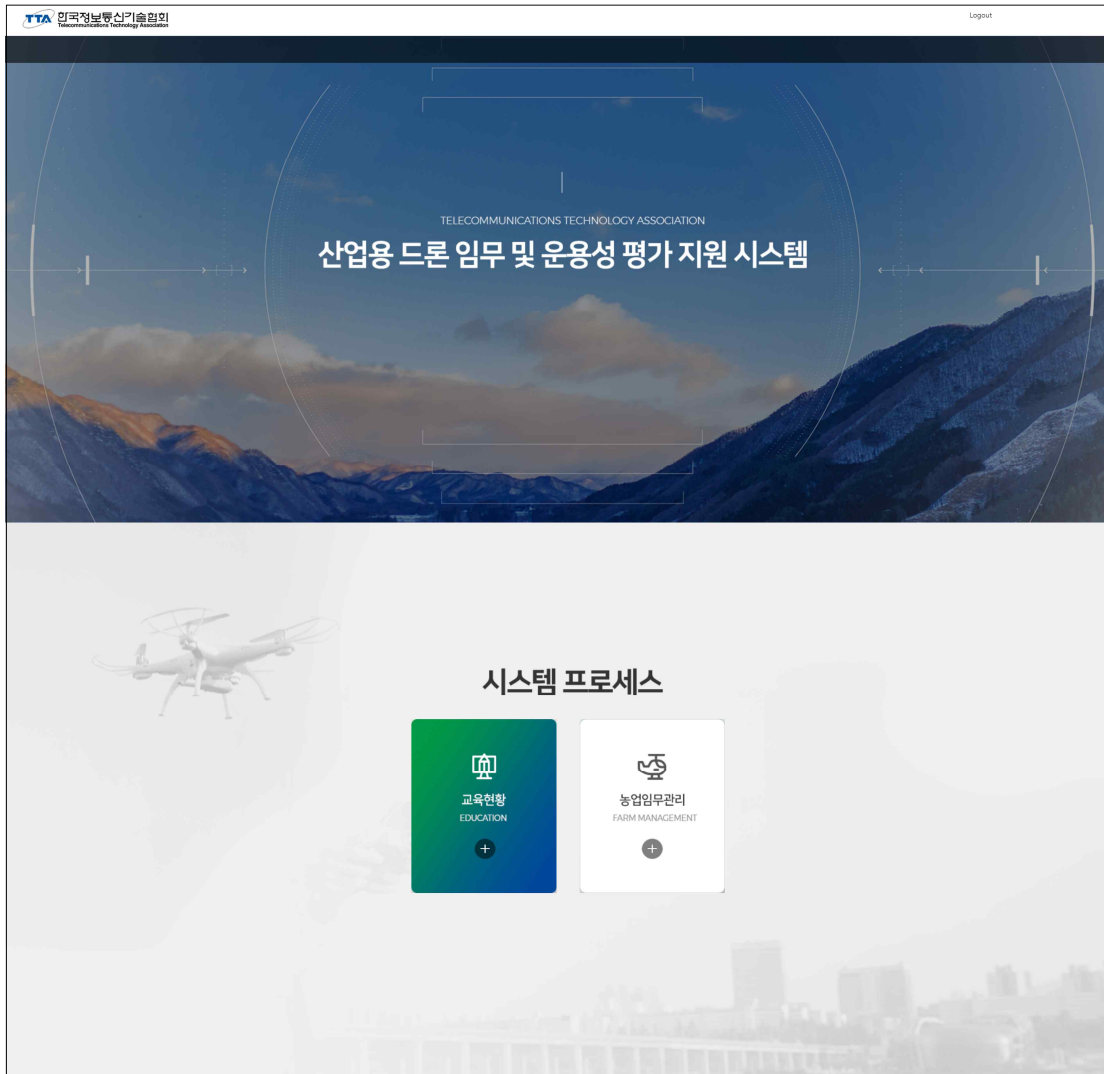 TTA 한국정보통신기술협회
Telecommunications Technology Association
Logout
TELECOMMUNICATIONS TECHNOLOGY ASSOCIATION
산업용 드론 임무 및 운용성 평가 지원 시스템
시스템 프로세스
교육현황
EDUCATION
농업임무관리
FARM MANAGEMENT